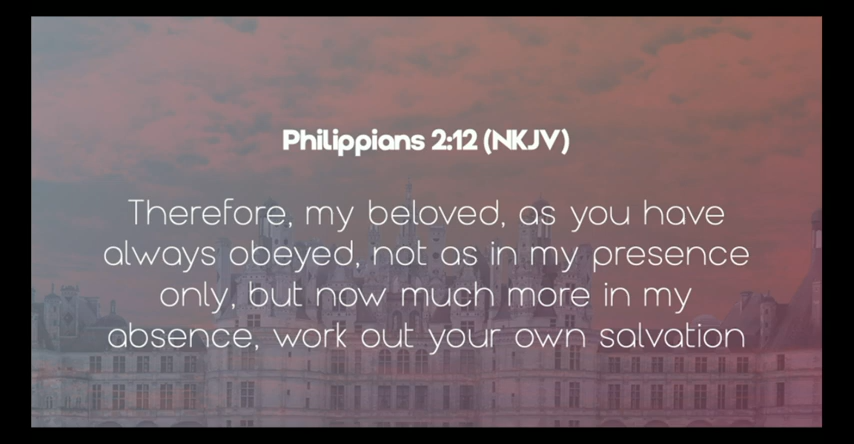 Philippians 2:12 (NKJV)
Therefore, my beloved, as you have
always obeyed, not as in my presence
only, but now much more in my
absence, work out your own salvation